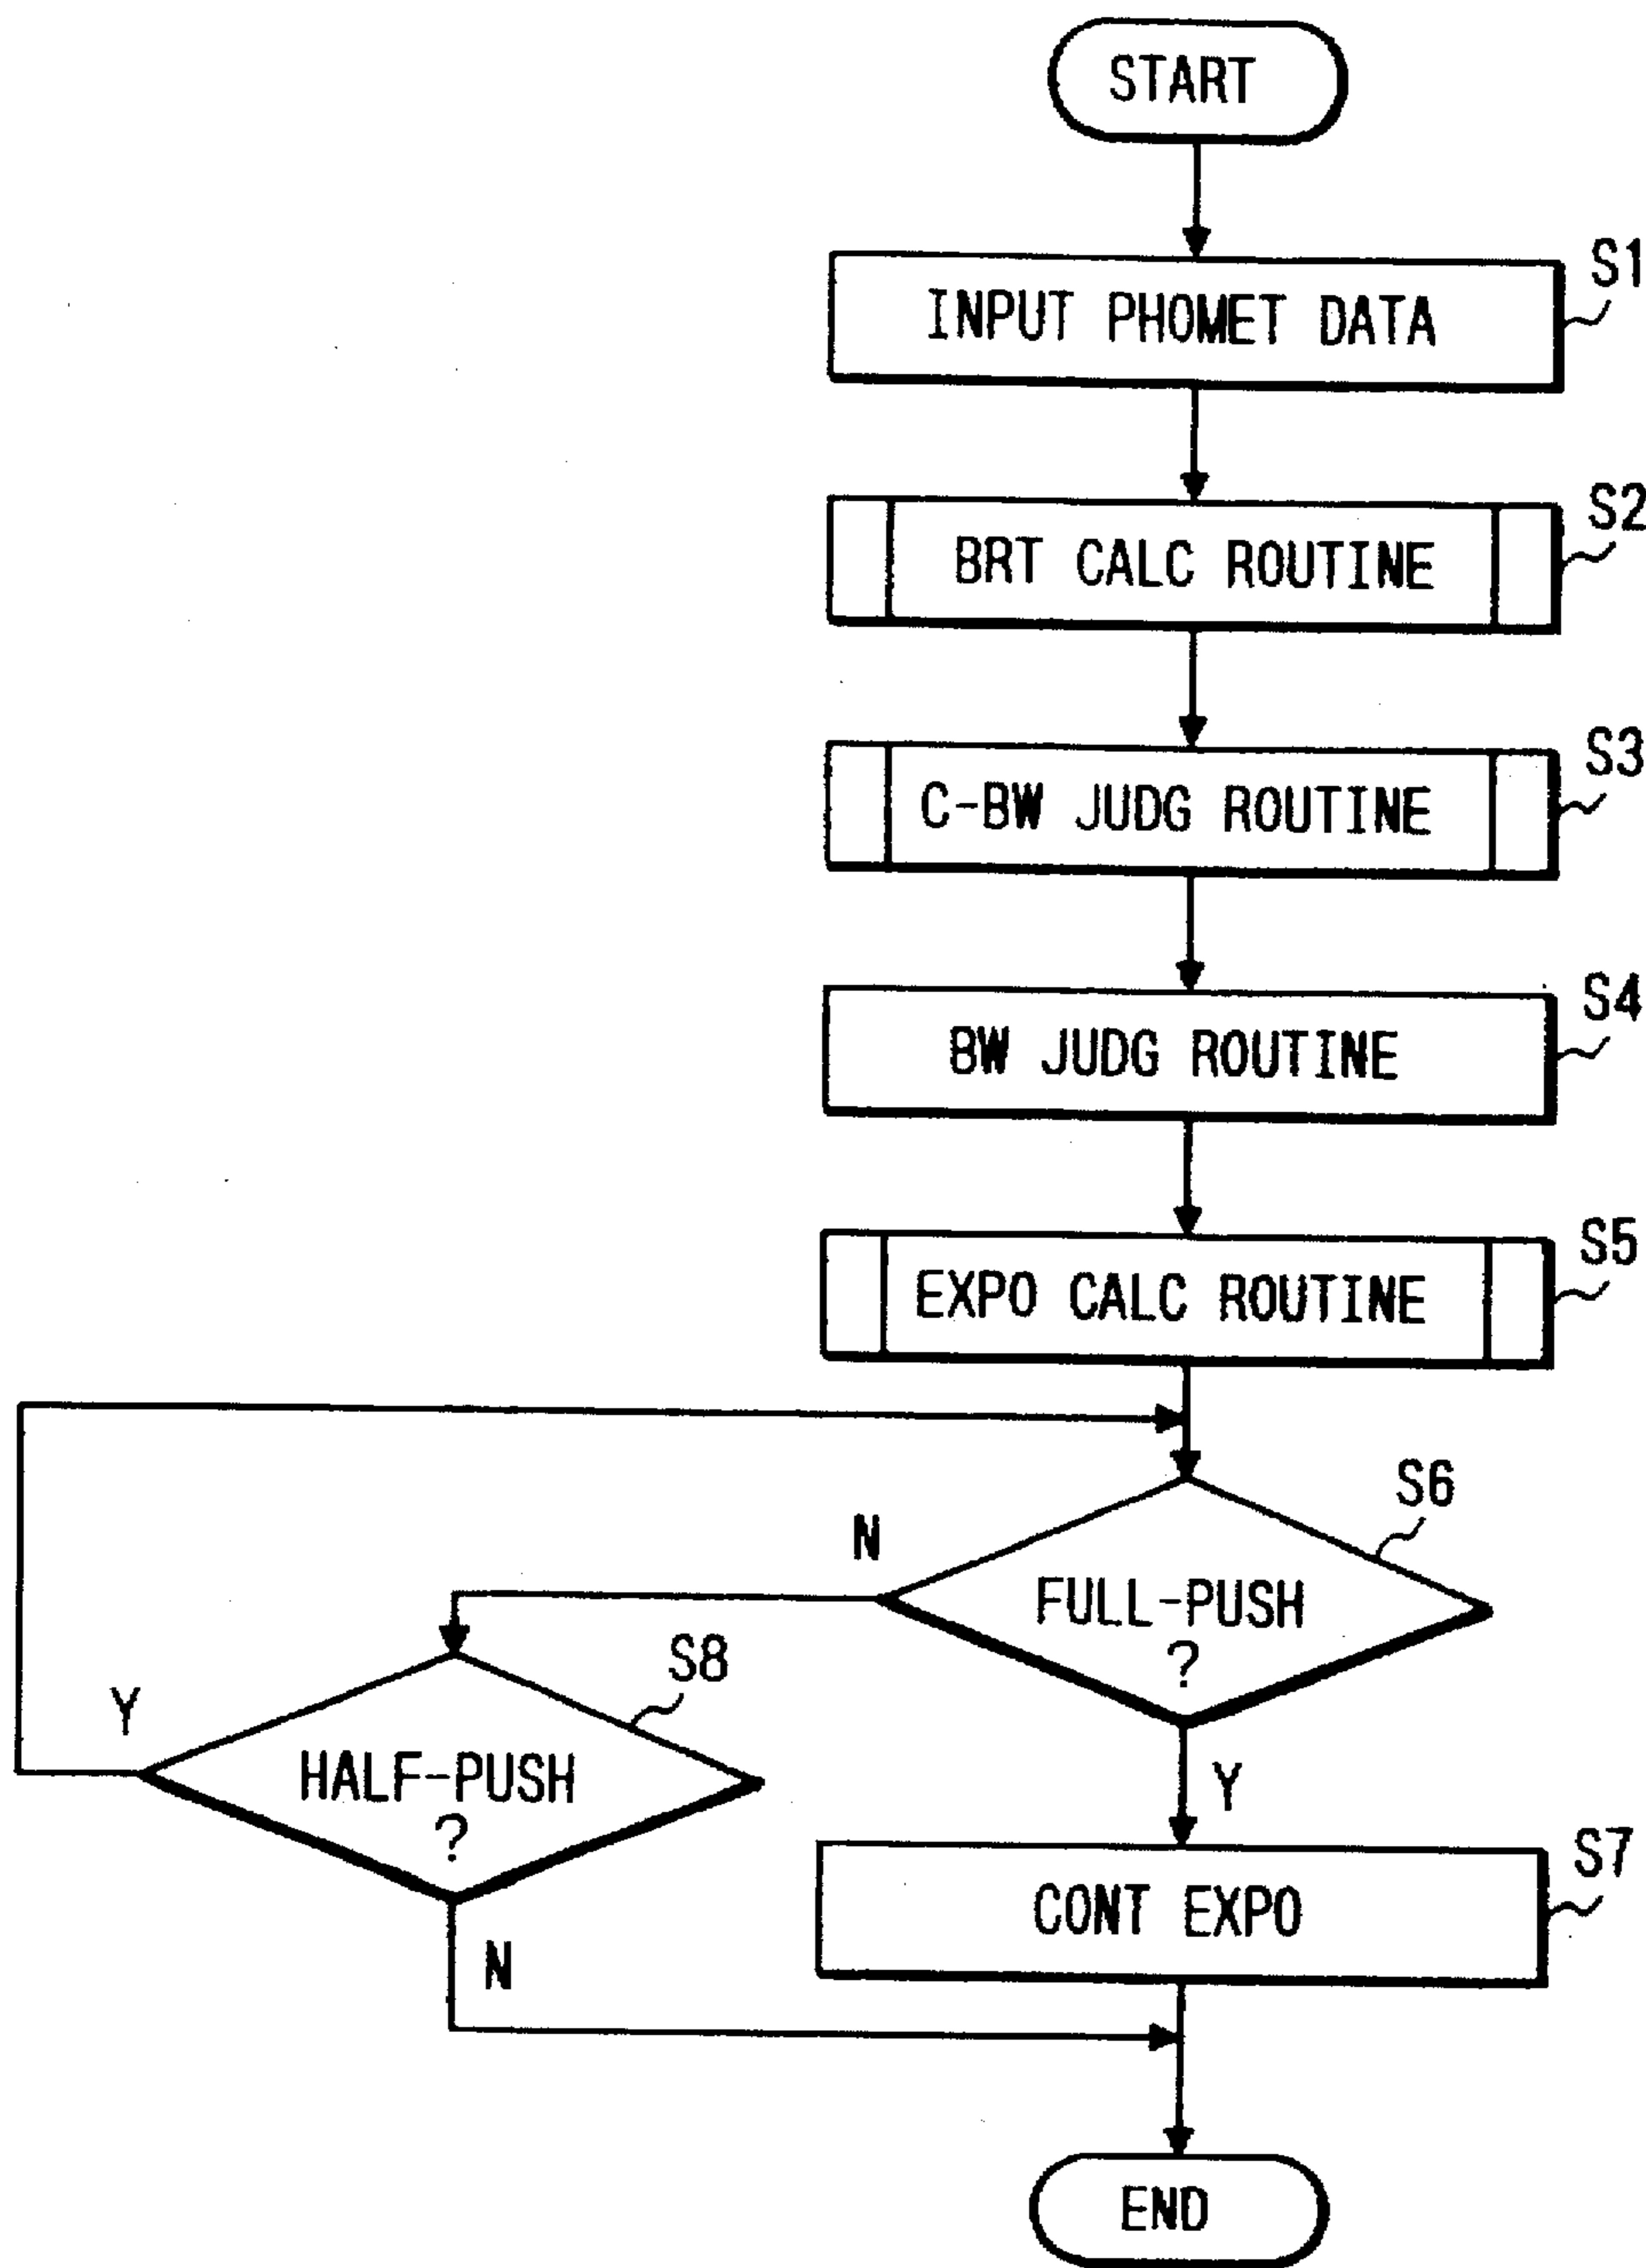 START
INPUT PHOMET DATA
S1
BRT CALC ROUTINE
S2
C-BW JUDG ROUTINE
S3
BW JUDG ROUTINE
S4
EXPO CALC ROUTINE
S5
S6
N
FULL-PUSH
?
S8
Y
HALF-PUSH
?
Y
S7
CONT EXPO
N
END